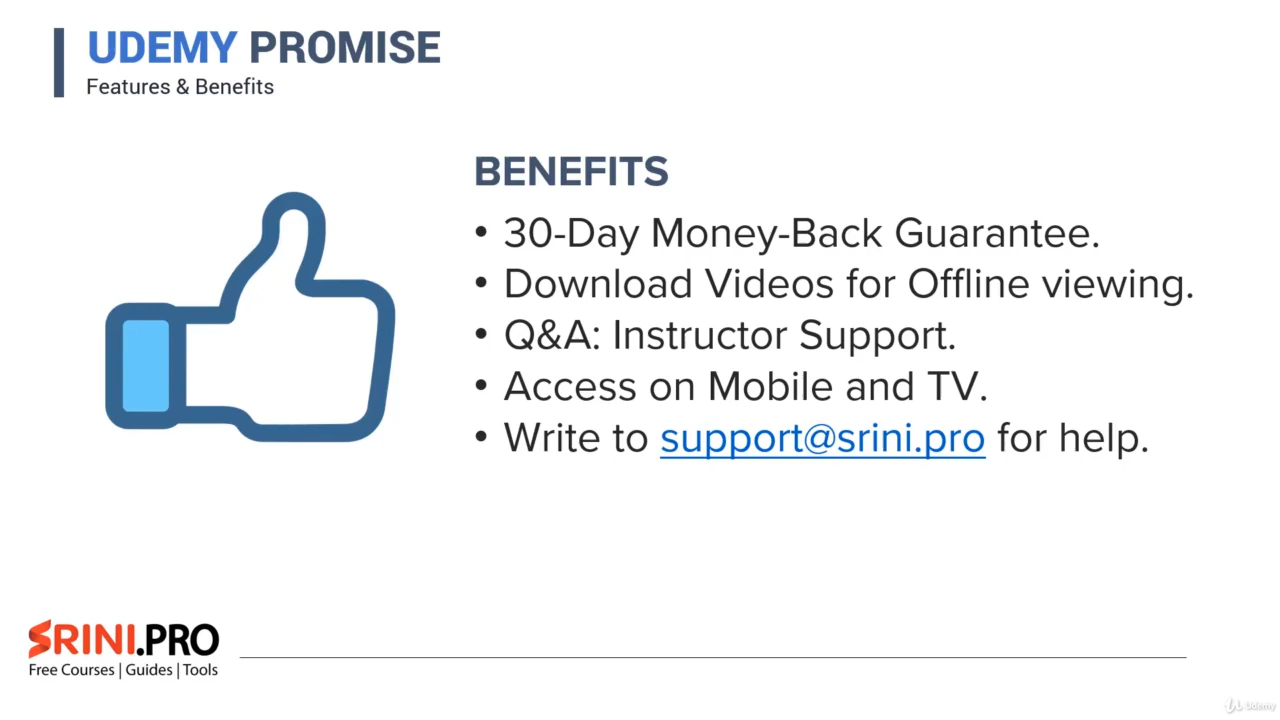 UDEMY PROMISE
Features & Benefits
BENEFITS
• 30-Day Money-Back Guarantee.
• Download Videos for Offline viewing.
• Q&A: Instructor Support.
• Access on Mobile and TV.
• Write to support@srini.pro for help.
SRINI.PRO
Free Courses | Guides | Tools
Udemy